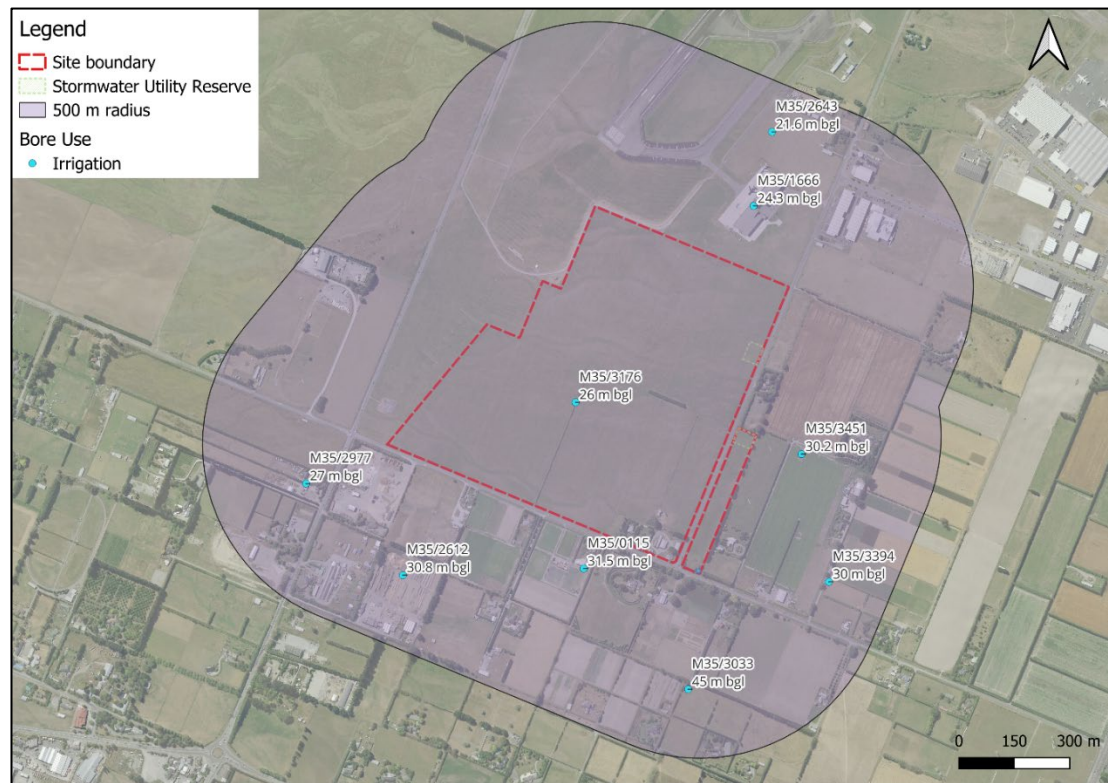 Legend
Site boundary
Stormwater Utility Reserve
500 m radius
Bore Use
Irrigation
M35/2643
21.6 m bgl
M35/1666
24.3 m bgl
M35/3176
26 m bgl
M35/3451
30.2 m bgl
M35/2977
27 m bgl
M35/2612
30.8 m bgl
M35/0115
31.5 m bgl
M35/3394
30 m bgl
M35/3033
45 m bgl
0 150 300 m